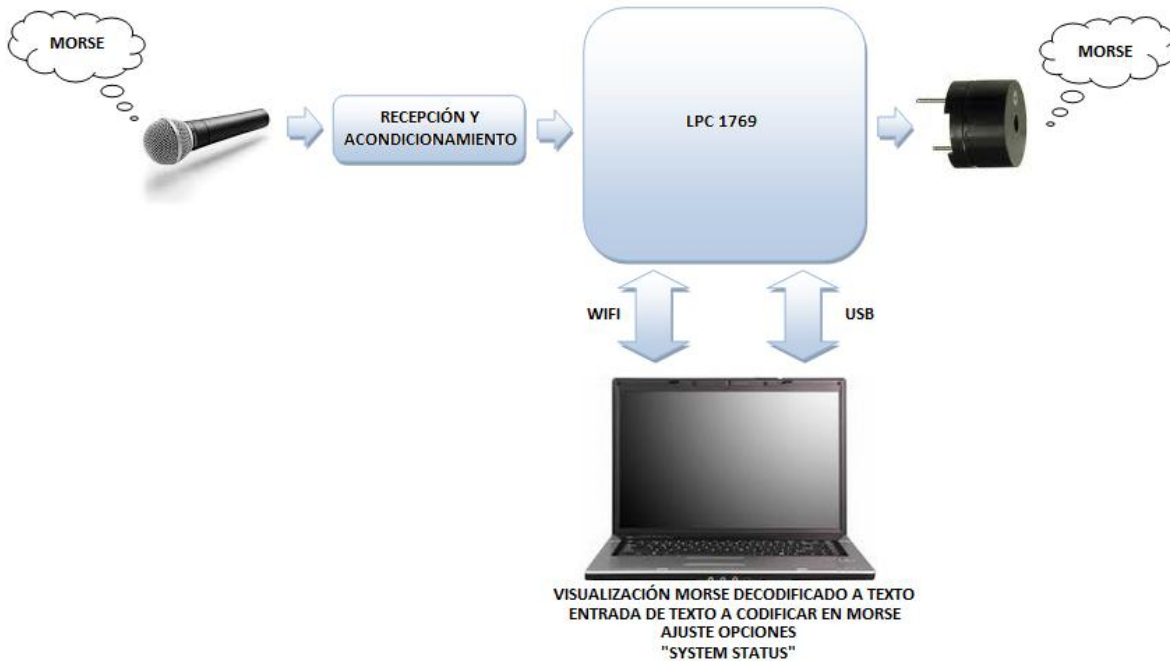 MORSE
RECEPCIÓN Y
ACONDICIONAMIENTO
LPC 1769
MORSE
WIFI
USB
VISUALIZACIÓN MORSE DECODIFICADO A TEXTO
ENTRADA DE TEXTO A CODIFICAR EN MORSE
AJUSTE OPCIONES
"SYSTEM STATUS"